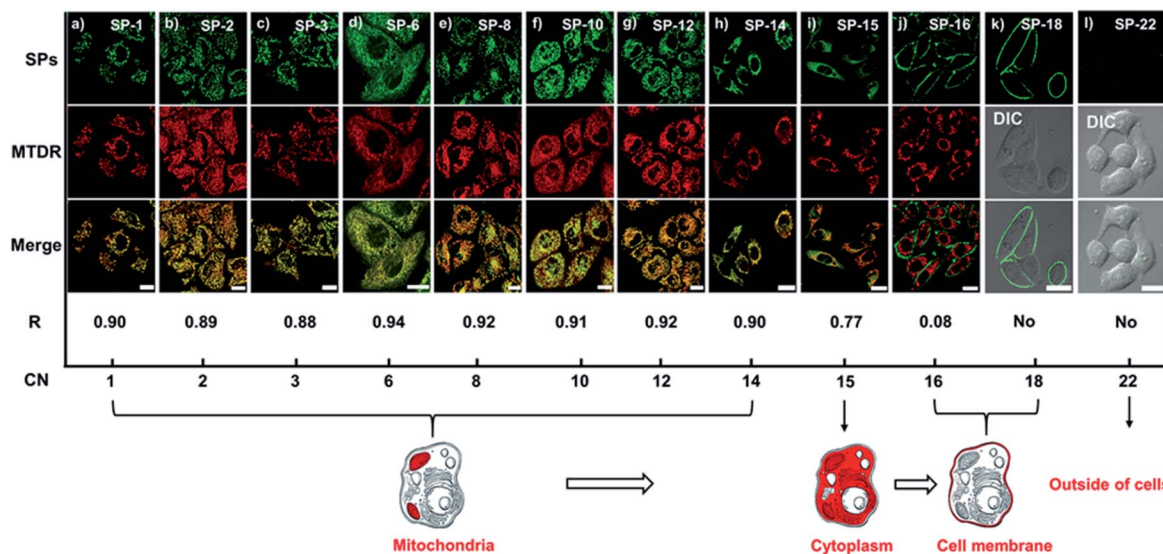 a) SP-1 b) SP-2 c) SP-3 d) SP-6 e) SP-8 f) SP-10 g) SP-12 h) SP-14 i) SP-15 j) SP-16 k) SP-18 l) SP-22
SPs
MTDR DIC DIC
Merge
R 0.90 0.89 0.88 0.94 0.92 0.91 0.92 0.90 0.77 0.08 No No
CN 1 2 3 6 8 10 12 14 15 16 18 22
Outside of cells
Mitochondria Cytoplasm Cell membrane